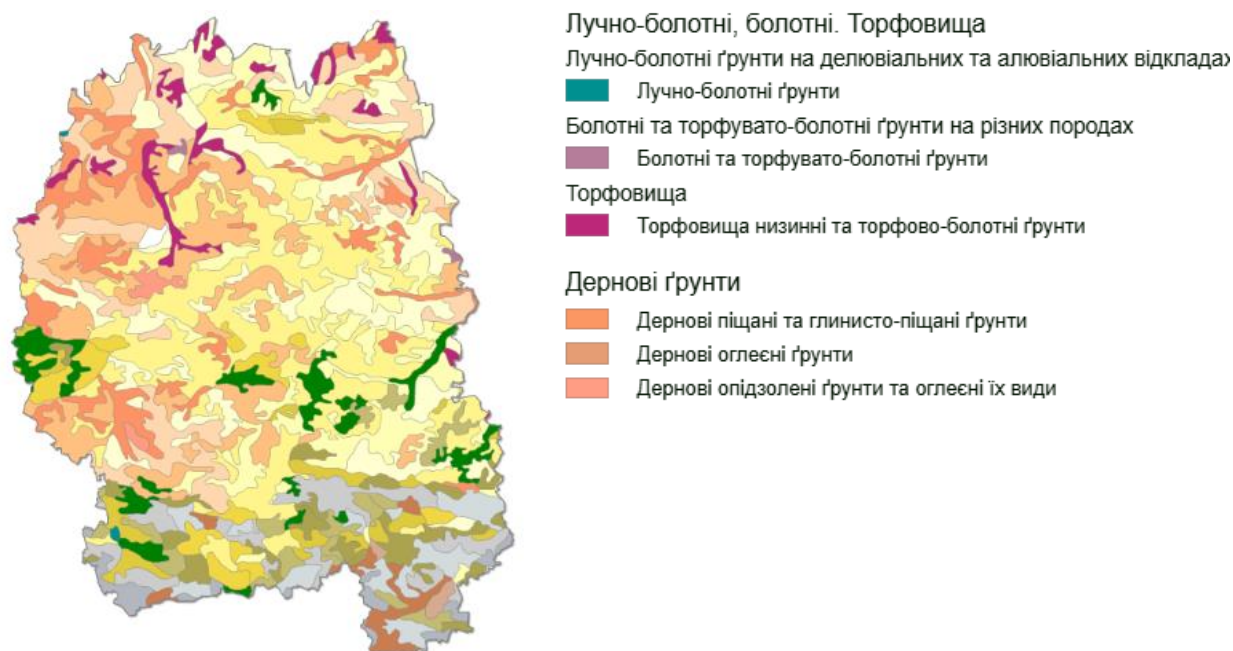 Лучно-болотні, болотні. Торфовища
Лучно-болотні ґрунти на делювіальних та алювіальних відкладах
Лучно-болотні ґрунти
Болотні та торфувато-болотні ґрунти на різних породах
Болотні та торфувато-болотні ґрунти
Торфовища
Торфовища низинні та торфово-болотні ґрунти
Дернові ґрунти
Дернові піщані та глинисто-піщані ґрунти
Дернові оглеєні ґрунти
Дернові опідзолені ґрунти та оглеєні їх види